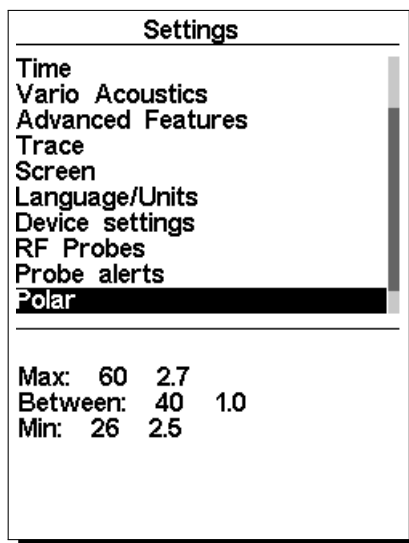 Settings
Time
Vario Acoustics
Advanced Features
Trace
Screen
Language/Units
Device settings
RF Probes
Probe alerts
Polar
Max: 60 2.7
Between: 40 1.0
Min: 26 2.5